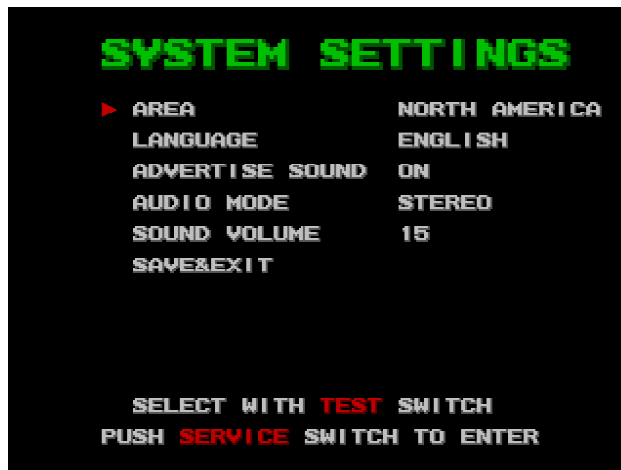 SYSTEM SETTINGS
AREA NORTH AMERICA
LANGUAGE ENGLISH
ADVERTISE SOUND ON
AUDIO MODE STEREO
SOUND VOLUME 15
SAVE&EXIT
SELECT WITH TEST SWITCH
PUSH SERVICE SWITCH TO ENTER